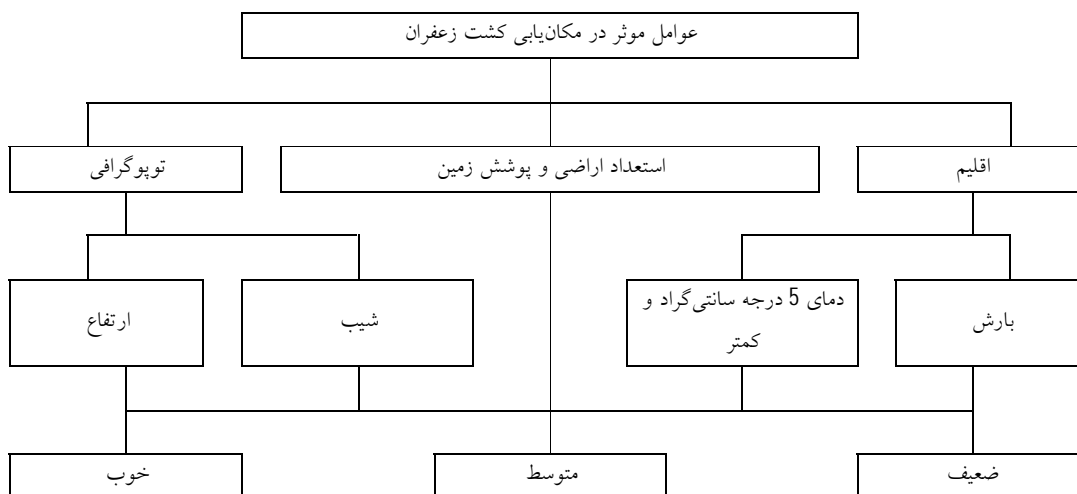 عوامل موثر در مکان‌یابی کشت زعفران
اقلیم
استعداد اراضی و پوشش زمین
توپوگرافی
بارش
دمای 5 درجه سانتی‌گراد و
کمتر
شیب
ارتفاع
ضعیف
متوسط
خوب